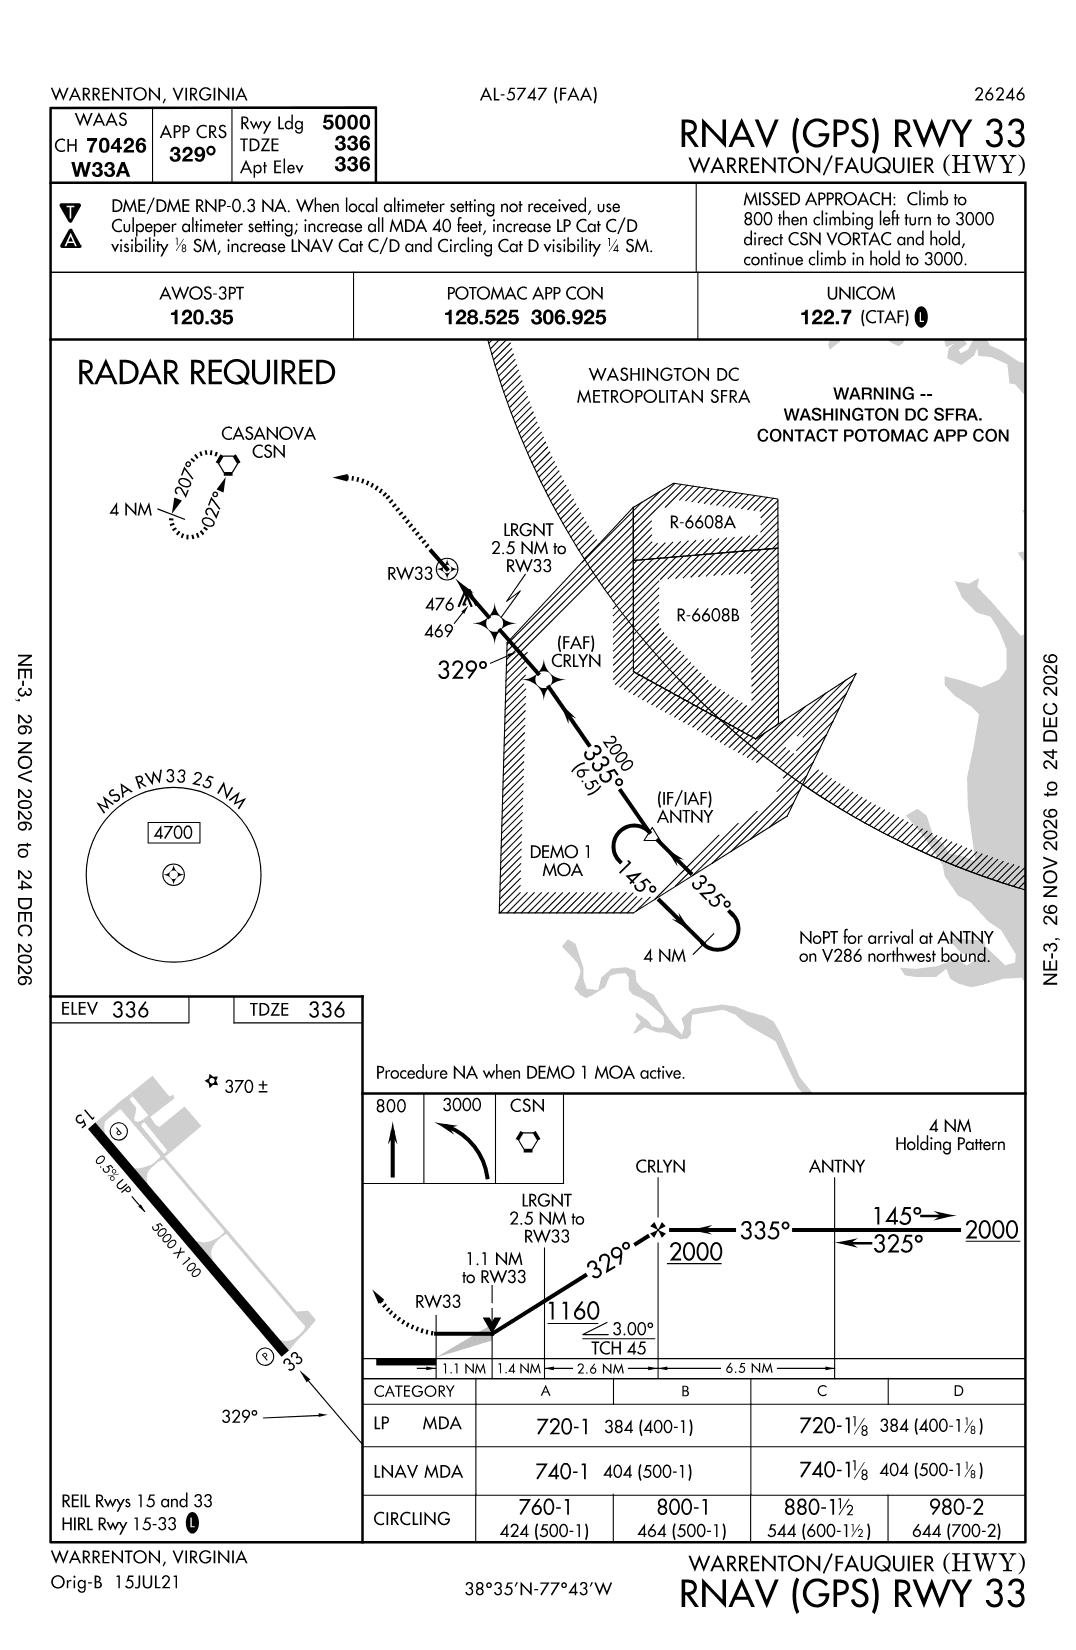 WARRENTON, VIRGINIA
AL-5747 (FAA)
26246
WAAS
CH 70426
W33A
APP CRS
329°
Rwy Ldg 5000
TDZE 336
Apt Elev 336
RNAV (GPS) RWY 33
WARRENTON/FAUQUIER (HWY)
T
A
DME/DME RNP-0.3 NA. When local altimeter setting not received, use
Culpeper altimeter setting; increase all MDA 40 feet, increase LP Cat C/D
visibility ⅛ SM, increase LNAV Cat C/D and Circling Cat D visibility ¼ SM.
MISSED APPROACH: Climb to
800 then climbing left turn to 3000
direct CSN VORTAC and hold,
continue climb in hold to 3000.
AWOS-3PT
120.35
POTOMAC APP CON
128.525 306.925
UNICOM
122.7 (CTAF) L
RADAR REQUIRED
WASHINGTON DC
METROPOLITAN SFRA
WARNING --
WASHINGTON DC SFRA.
CONTACT POTOMAC APP CON
CASANOVA
CSN
207°
027°
4 NM
R-6608A
LRGNT
2.5 NM to
RW33
RW33
476
469
R-6608B
(FAF)
CRLYN
329°
2000
335°
(6.5)
MSA RW33 25 NM
4700
(IF/IAF)
ANTNY
DEMO 1
MOA
145°
325°
4 NM
NoPT for arrival at ANTNY
on V286 northwest bound.
NE-3, 26 NOV 2026 to 24 DEC 2026
NE-3, 26 NOV 2026 to 24 DEC 2026
Procedure NA when DEMO 1 MOA active.
ELEV 336
TDZE 336
370 ±
15
P
0.5% UP
5000 X 100
P
33
329°
REIL Rwys 15 and 33
HIRL Rwy 15-33 L
800
3000
CSN
4 NM
Holding Pattern
CRLYN
ANTNY
LRGNT
2.5 NM to
RW33
145°
335°
2000
325°
2000
329°
1.1 NM
to RW33
RW33
1160
3.00°
TCH 45
1.1 NM
1.4 NM
2.6 NM
6.5 NM
CATEGORY A B C D
LP MDA 720-1 384 (400-1) 720-1⅛ 384 (400-1⅛)
LNAV MDA 740-1 404 (500-1) 740-1⅛ 404 (500-1⅛)
CIRCLING
760-1 800-1 880-1½ 980-2
424 (500-1) 464 (500-1) 544 (600-1½) 644 (700-2)
WARRENTON, VIRGINIA
Orig-B 15JUL21
38°35'N-77°43'W
WARRENTON/FAUQUIER (HWY)
RNAV (GPS) RWY 33